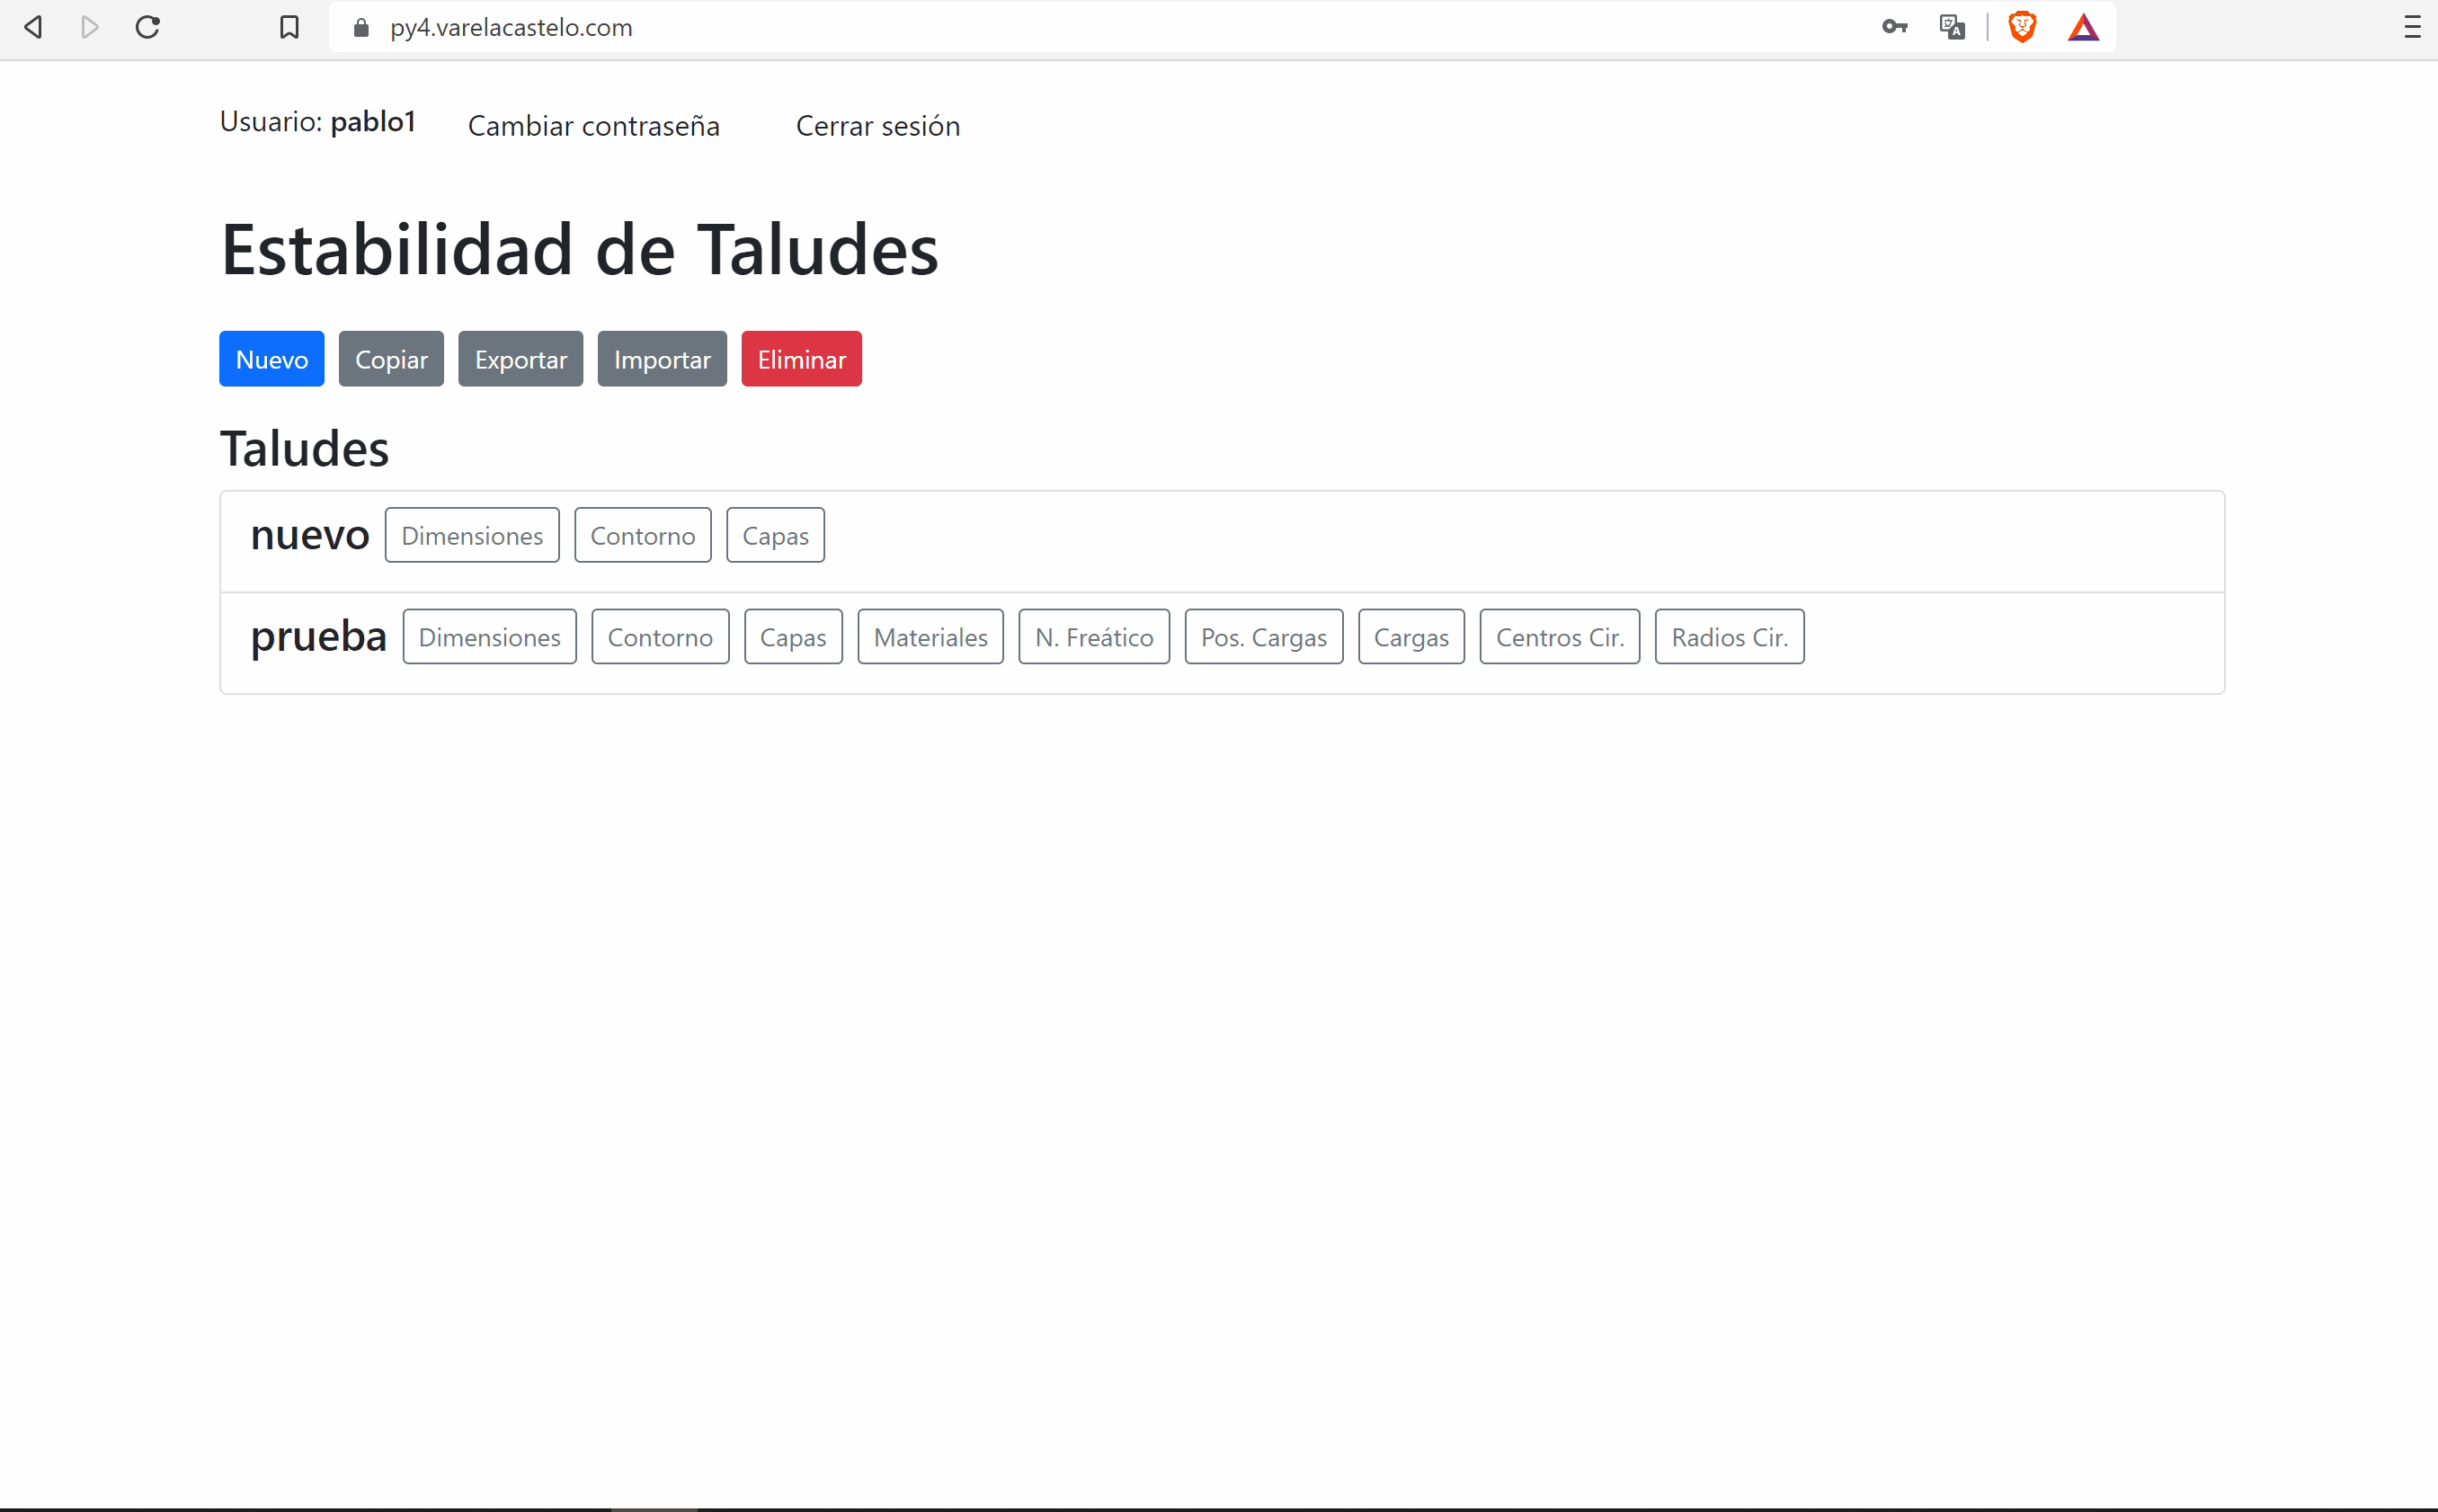 py4.varelacastelo.com
Usuario: pablo1 Cambiar contraseña Cerrar sesión
Estabilidad de Taludes
Nuevo Copiar Exportar Importar Eliminar
Taludes
nuevo Dimensiones Contorno Capas
prueba Dimensiones Contorno Capas Materiales N. Freático Pos. Cargas Cargas Centros Cir. Radios Cir.